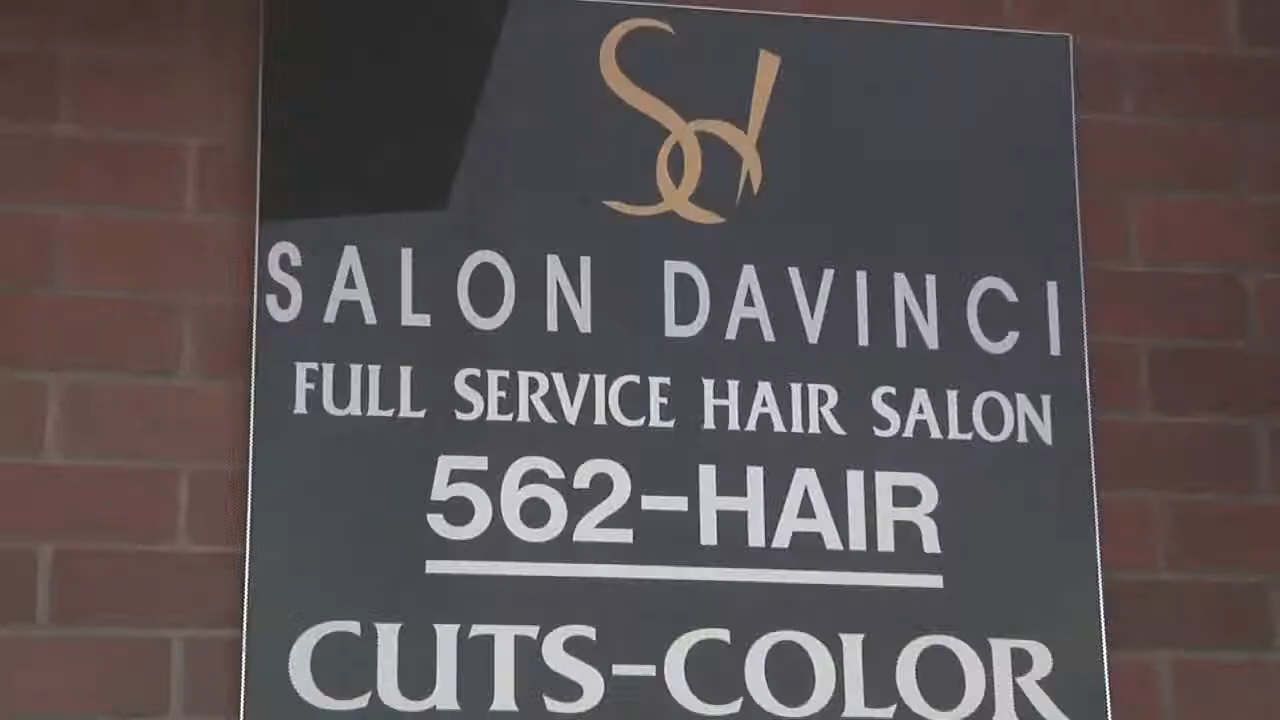 Sd
SALON DAVINCI
FULL SERVICE HAIR SALON
562-HAIR
CUTS-COLOR